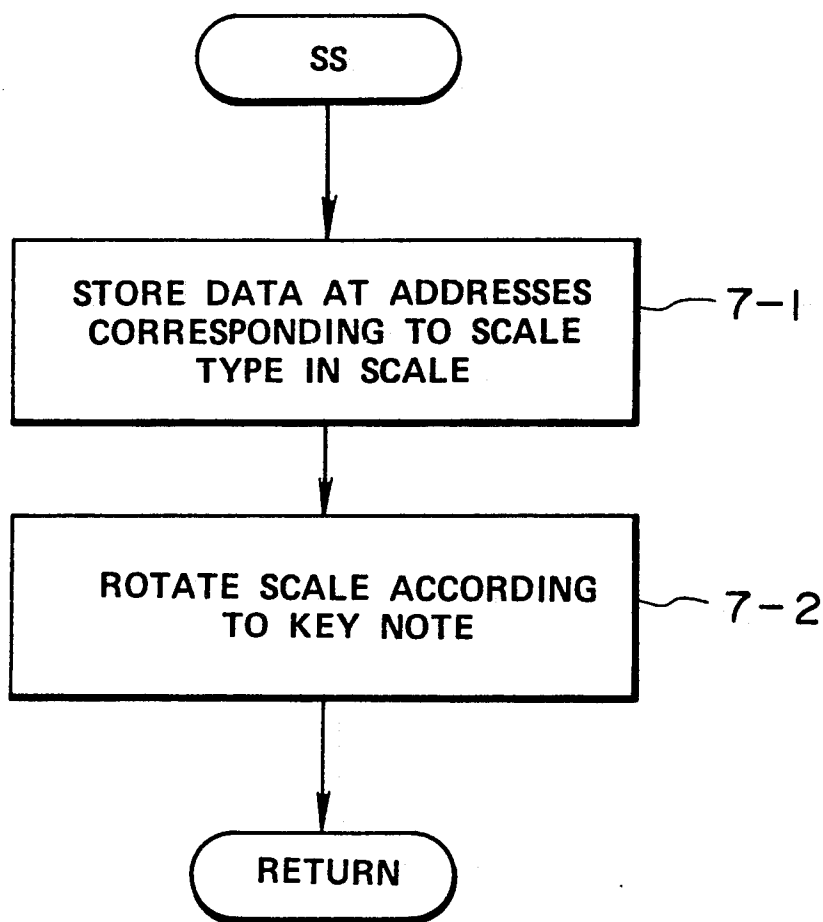 SS
STORE DATA AT ADDRESSES
CORRESPONDING TO SCALE
TYPE IN SCALE
7-1
ROTATE SCALE ACCORDING
TO KEY NOTE
7-2
RETURN